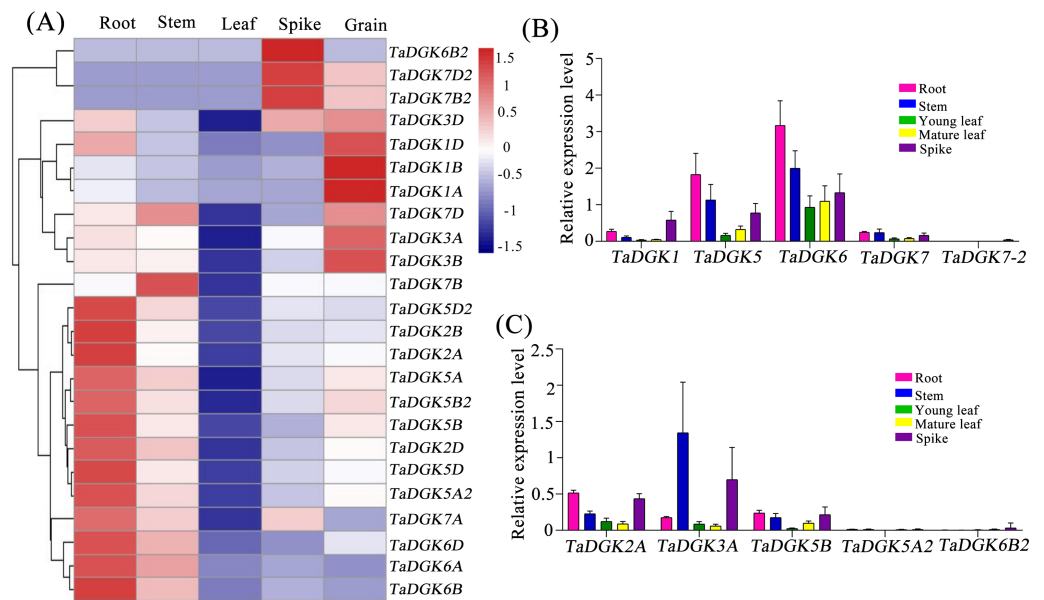 (A)
Root Stem Leaf Spike Grain
TaDGK6B2
TaDGK7D2
TaDGK7B2
TaDGK3D
TaDGK1D
TaDGK1B
TaDGK1A
TaDGK7D
TaDGK3A
TaDGK3B
TaDGK7B
TaDGK5D2
TaDGK2B
TaDGK2A
TaDGK5A
TaDGK5B2
TaDGK5B
TaDGK2D
TaDGK5D
TaDGK5A2
TaDGK7A
TaDGK6D
TaDGK6A
TaDGK6B
1.5
1
0.5
0
-0.5
-1
-1.5
(B)
Relative expression level
5
4
3
2
1
0
Root
Stem
Young leaf
Mature leaf
Spike
TaDGK1 TaDGK5 TaDGK6 TaDGK7 TaDGK7-2
(C)
Relative expression level
2.5
2
1.5
1
0.5
0
Root
Stem
Young leaf
Mature leaf
Spike
TaDGK2A TaDGK3A TaDGK5B TaDGK5A2 TaDGK6B2